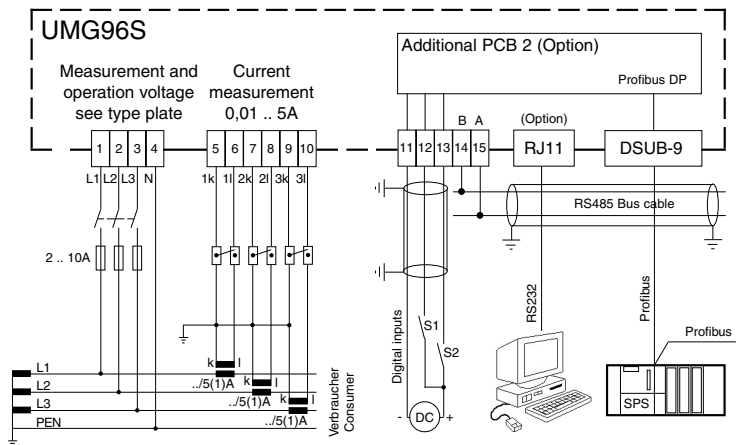 UMG96S
Measurement and
operation voltage
see type plate
Current
measurement
0,01 .. 5A
Additional PCB 2 (Option)
Profibus DP
B A
(Option)
1 2 3 4
5 6 7 8 9 10
11 12 13 14 15
RJ11
DSUB-9
L1 L2 L3 N
1k 1l 2k 2l 3k 3l
RS485 Bus cable
2 .. 10A
RS232
Profibus
Digital inputs
S1
S2
Profibus
L1
L2
L3
PEN
k l
../5(1)A
k l
../5(1)A
k l
../5(1)A
Verbraucher
Consumer
- DC +
SPS